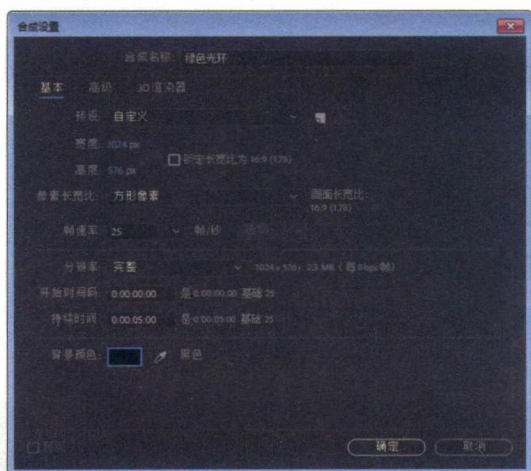 合成设置
合成名称: 绿色光环
基本 高级 3D 渲染器
预设: 自定义
宽度: 1024 px
锁定长宽比为 16:9 (1.78)
高度: 576 px
像素长宽比: 方形像素 画面长宽比:
16:9 (1.78)
帧速率: 25 帧/秒
分辨率: 完整 1024 x 576, 2.3 MB (每 8bpc 帧)
开始时间码: 0:00:00:00 是 0:00:00:00 基础 25
持续时间: 0:00:05:00 是 0:00:05:00 基础 25
背景颜色: 黑色
预览 确定 取消